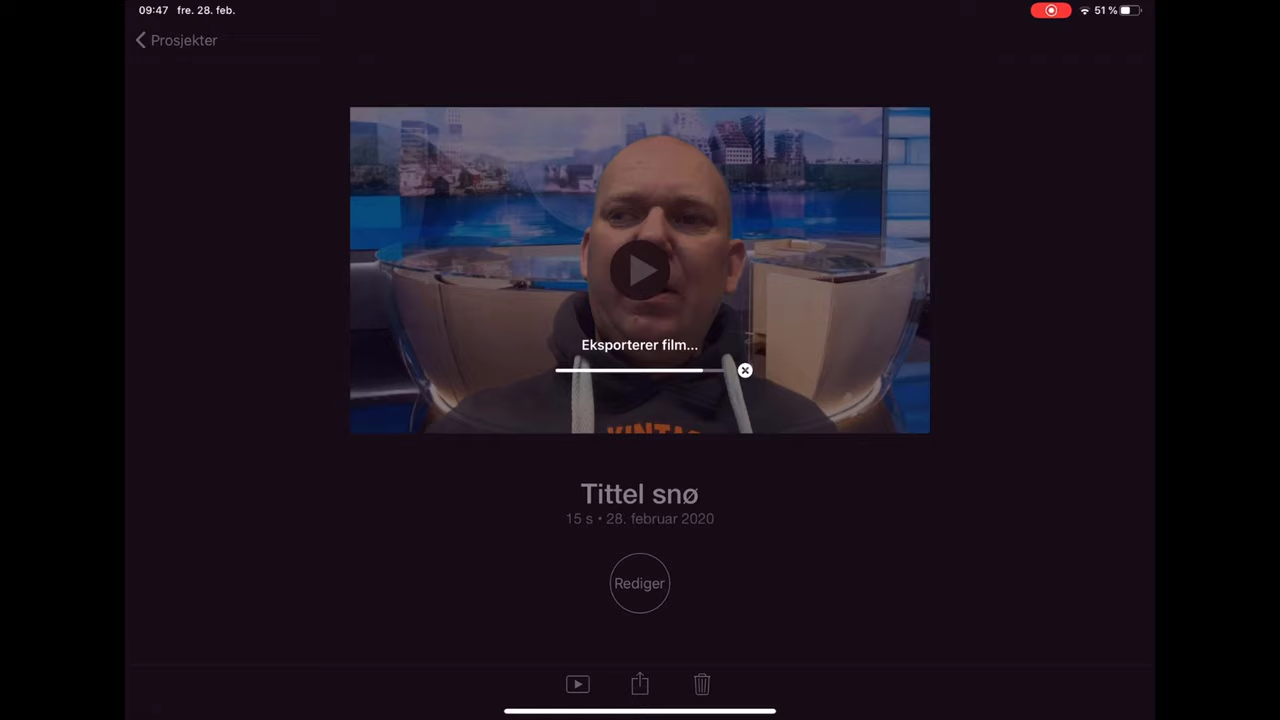 09:47 fre. 28. feb. 51 %
Prosjekter
Eksporterer film...
Tittel snø
15 s • 28. februar 2020
Rediger